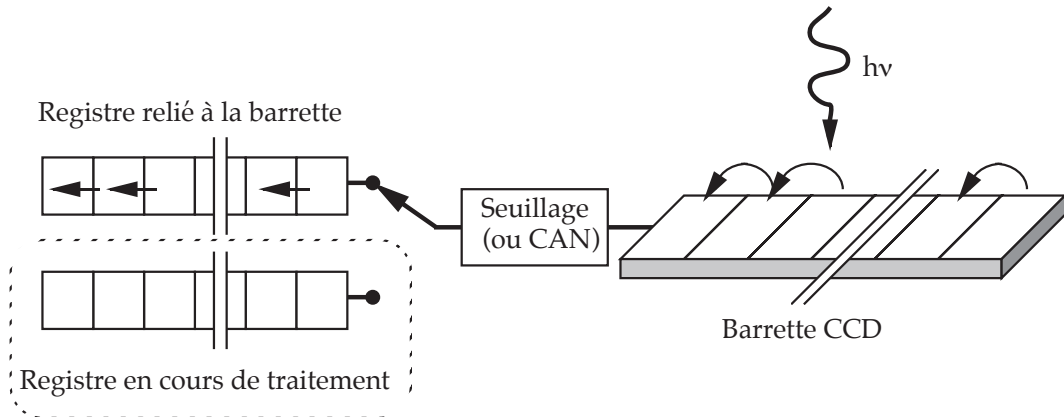 hν
Registre relié à la barrette
Seuillage
(ou CAN)
Barrette CCD
Registre en cours de traitement